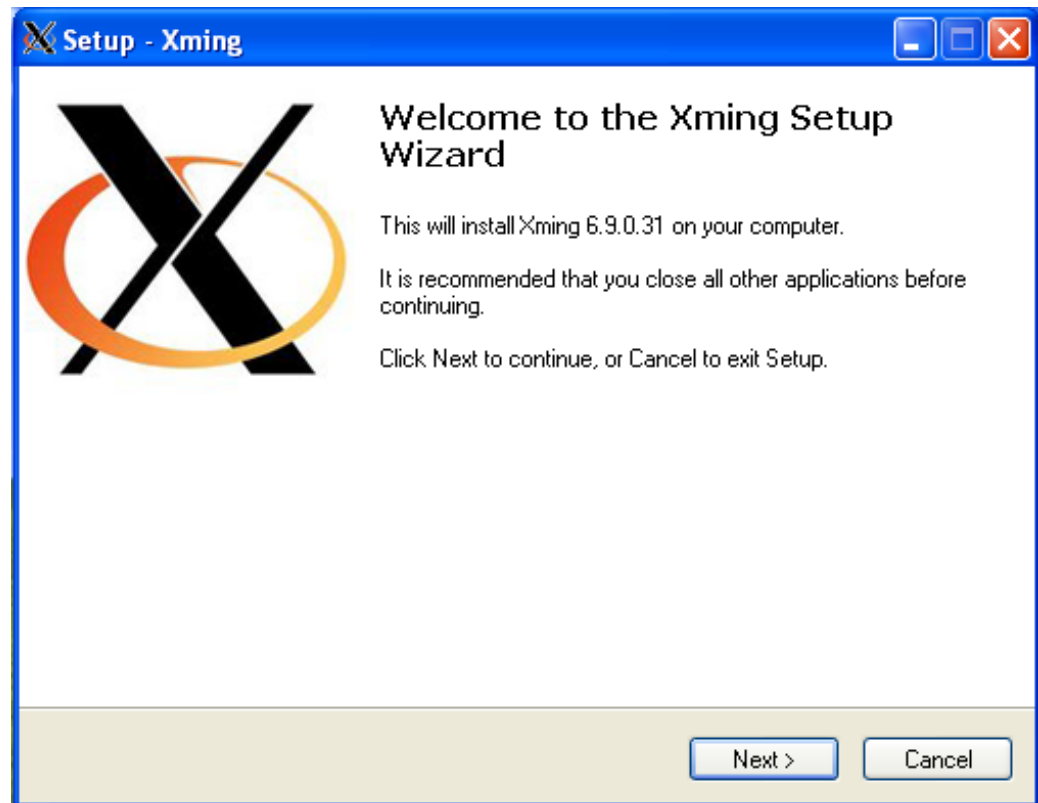 Setup - Xming
Welcome to the Xming Setup
Wizard
This will install Xming 6.9.0.31 on your computer.
It is recommended that you close all other applications before
continuing.
Click Next to continue, or Cancel to exit Setup.
Next >
Cancel